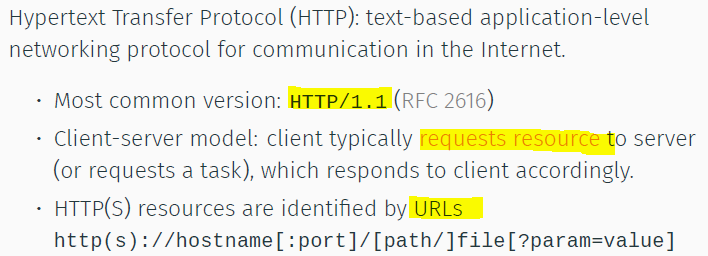 Hypertext Transfer Protocol (HTTP): text-based application-level
networking protocol for communication in the Internet.
• Most common version: HTTP/1.1 (RFC 2616)
• Client-server model: client typically requests resource to server
(or requests a task), which responds to client accordingly.
• HTTP(S) resources are identified by URLs
http(s)://hostname[:port]/[path/]file[?param=value]